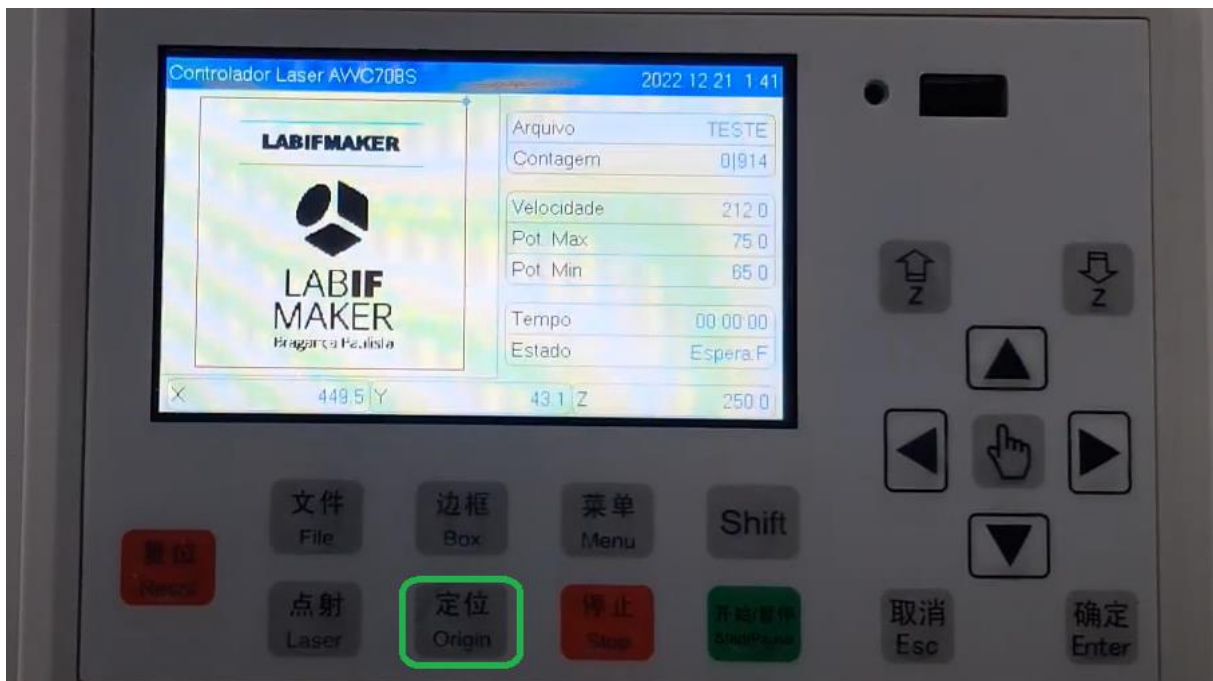 Controlador Laser AWC708S
2022.12.21 1:41
LABIFMAKER
LABIF
MAKER
Bragança Paulista
Arquivo TESTE
Contagem 0|914
Velocidade 212.0
Pot. Max 75.0
Pot. Min 65.0
Tempo 00:00:00
Estado Espera.F
X 449.5 Y 43.1 Z 250.0
Z
Z
文件
File
边框
Box
菜单
Menu
Shift
复位
Reset
点射
Laser
定位
Origin
停止
Stop
开始/暂停
Start/Pause
取消
Esc
确定
Enter